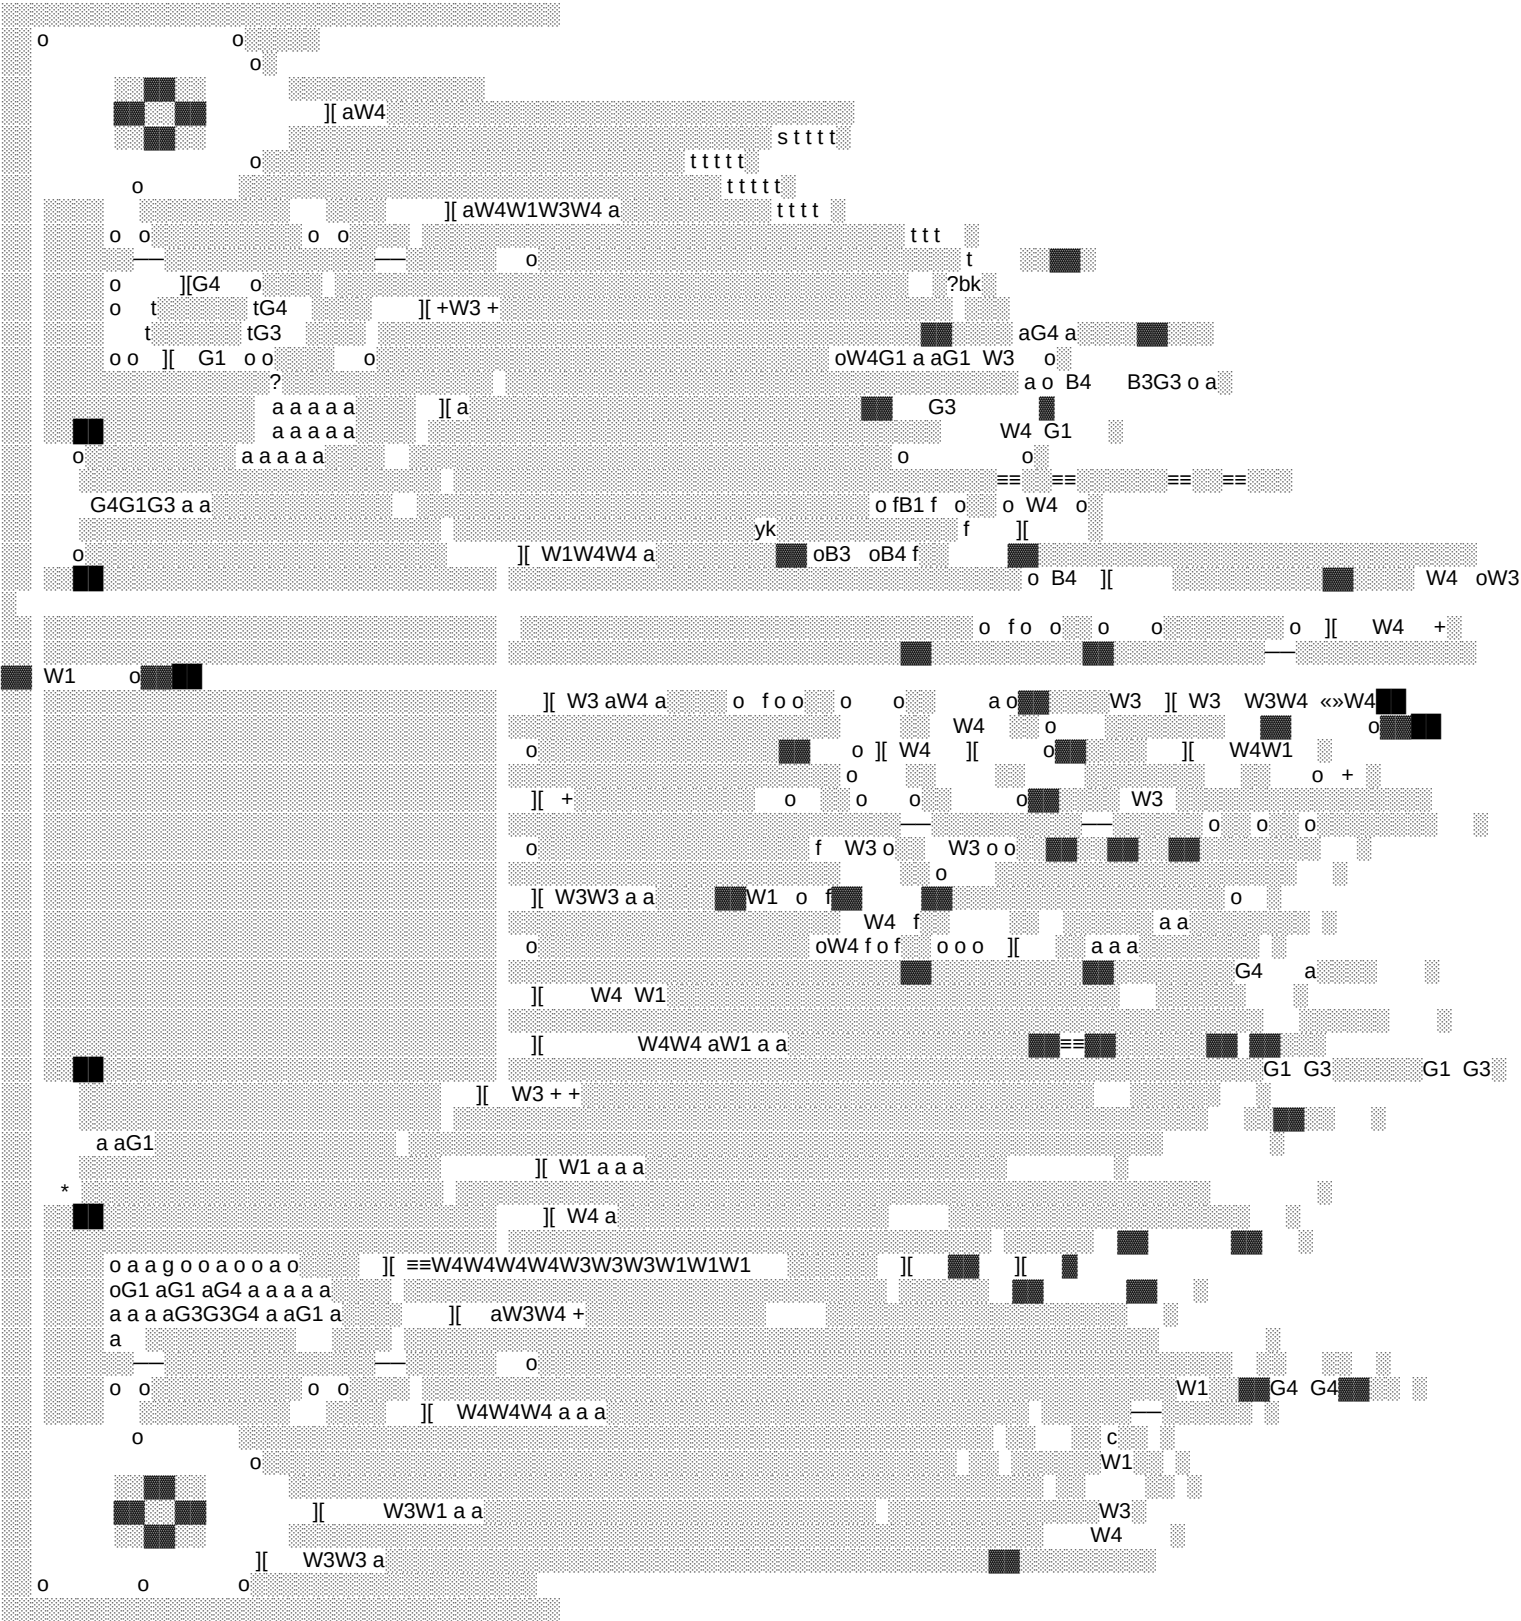 o o
o
][ aW4
s t t t t
o t t t t t
o t t t t t
][ aW4W1W3W4 a t t t t
o o o o t t t
── ── o t
o ][G4 o ?bk
o t tG4 ][ +W3 +
t tG3 aG4 a
o o ][ G1 o o o oW4G1 a aG1 W3 o
? a o B4 B3G3 o a
a a a a a ][ a G3
a a a a a W4 G1
o a a a a a o o
≡≡ ≡≡ ≡≡ ≡≡
G4G1G3 a a o fB1 f o o W4 o
yk f ][
o ][ W1W4W4 a oB3 oB4 f
o B4 ][ W4 oW3
o f o o o o o ][ W4 +
──
W1 o
][ W3 aW4 a o f o o o o a o W3 ][ W3 W3W4 «»W4
W4 o o
o o ][ W4 ][ o ][ W4W1
o o +
][ + o o o o W3
── ── o o o
o f W3 o W3 o o
o
][ W3W3 a a W1 o f o
W4 f a a
o oW4 f o f o o o ][ a a a
G4 a
][ W4 W1
][ W4W4 aW1 a a ≡≡
G1 G3 G1 G3
][ W3 + +
a aG1
][ W1 a a a
*
][ W4 a
o a a g o o a o o a o ][ ≡≡W4W4W4W4W3W3W3W1W1W1 ][ ][
oG1 aG1 aG4 a a a a a
a a a aG3G3G4 a aG1 a ][ aW3W4 +
a
── ── o
o o o o W1 G4 G4
][ W4W4W4 a a a ──
o c
o W1
][ W3W1 a a W3
W4
][ W3W3 a
o o o